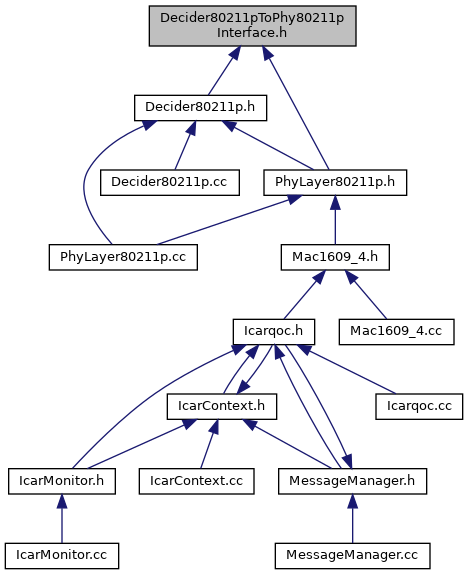 Decider80211pToPhy80211p
Interface.h
Decider80211p.h
Decider80211p.cc
PhyLayer80211p.h
PhyLayer80211p.cc
Mac1609_4.h
Icarqoc.h
Mac1609_4.cc
IcarContext.h
Icarqoc.cc
IcarMonitor.h
IcarContext.cc
MessageManager.h
IcarMonitor.cc
MessageManager.cc